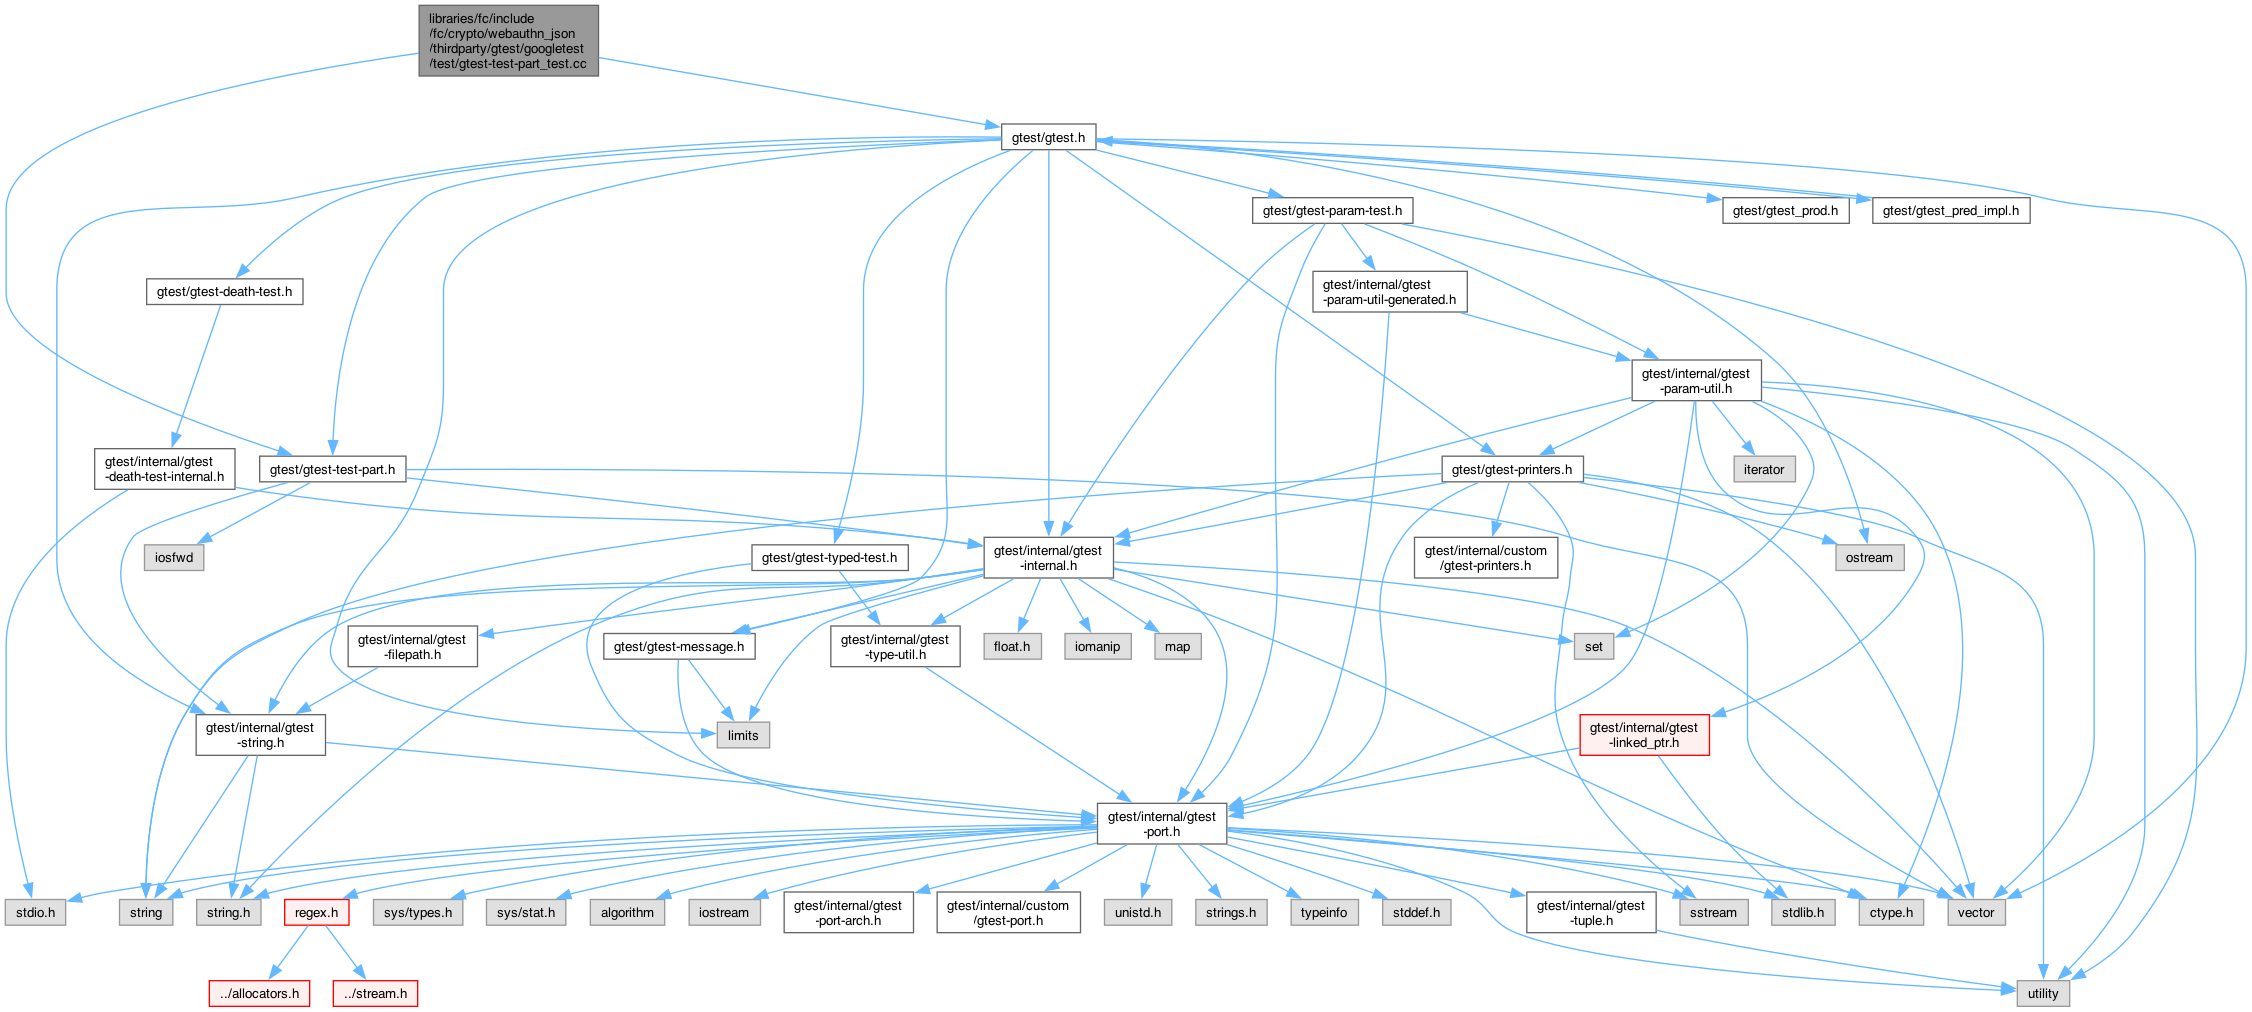 libraries/fc/include
/fc/crypto/webauthn_json
/thirdparty/gtest/googletest
/test/gtest-test-part_test.cc
gtest/gtest.h
gtest/gtest-param-test.h
gtest/gtest_prod.h
gtest/gtest_pred_impl.h
gtest/gtest-death-test.h
gtest/internal/gtest
-param-util-generated.h
gtest/internal/gtest
-param-util.h
gtest/internal/gtest
-death-test-internal.h
gtest/gtest-test-part.h
gtest/gtest-printers.h
iterator
iosfwd
gtest/gtest-typed-test.h
gtest/internal/gtest
-internal.h
gtest/internal/custom
/gtest-printers.h
ostream
gtest/internal/gtest
-filepath.h
gtest/gtest-message.h
gtest/internal/gtest
-type-util.h
float.h
iomanip
map
set
gtest/internal/gtest
-string.h
limits
gtest/internal/gtest
-linked_ptr.h
gtest/internal/gtest
-port.h
stdio.h
string
string.h
regex.h
sys/types.h
sys/stat.h
algorithm
iostream
gtest/internal/gtest
-port-arch.h
gtest/internal/custom
/gtest-port.h
unistd.h
strings.h
typeinfo
stddef.h
gtest/internal/gtest
-tuple.h
sstream
stdlib.h
ctype.h
vector
../allocators.h
../stream.h
utility